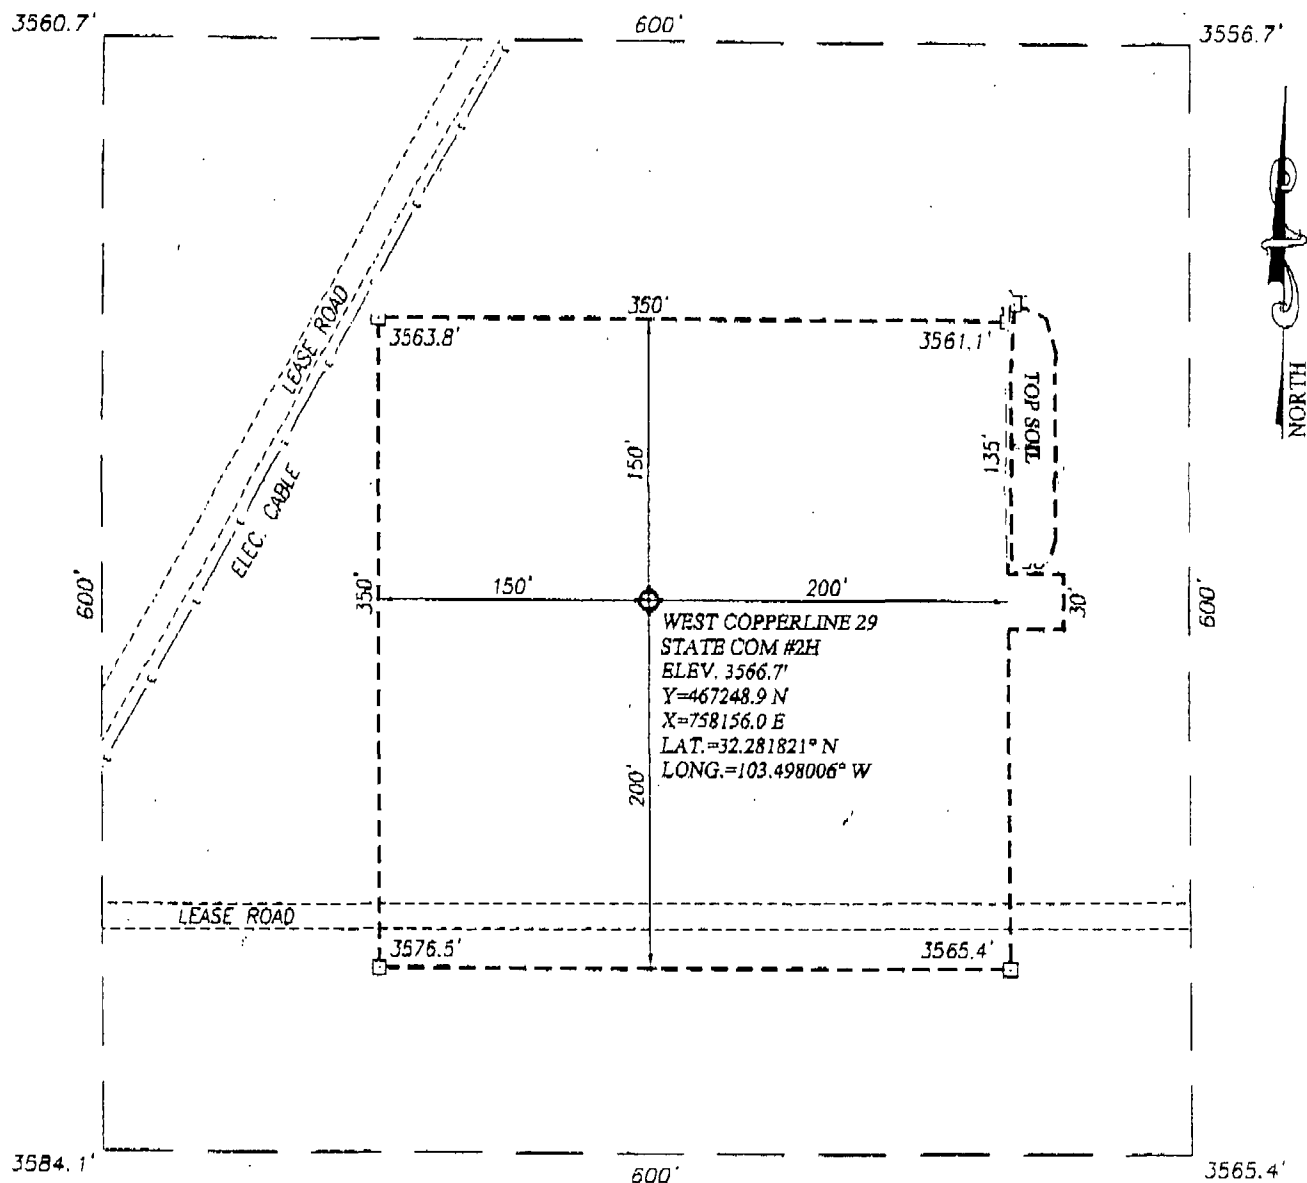 3560.7'
600'
3556.7'
NORTH
LEASE ROAD
ELEC. CABLE
350'
3563.8'
3561.1'
TOP SOIL
135'
150'
600'
350'
150'
200'
30'
600'
WEST COPPERLINE 29
STATE COM #2H
ELEV. 3566.7'
Y=467248.9 N
X=758156.0 E
LAT.=32.281821° N
LONG.=103.498006° W
200'
LEASE ROAD
3576.5'
3565.4'
3584.1'
600'
3565.4'